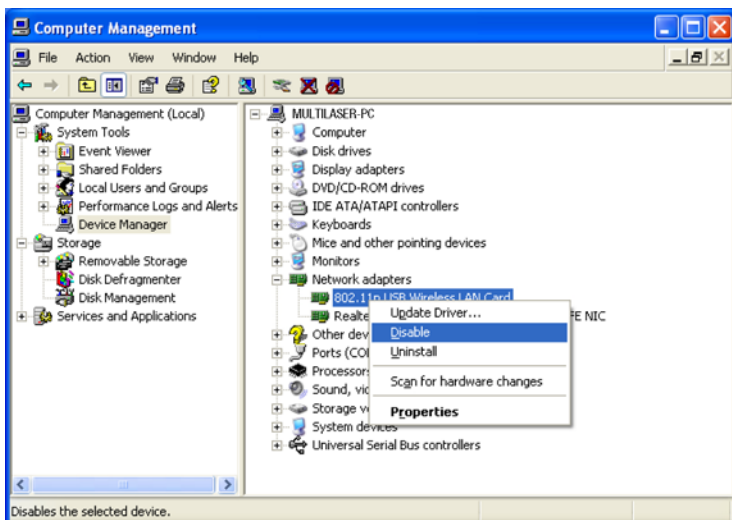 Computer Management
File Action View Window Help
Computer Management (Local)
System Tools
Event Viewer
Shared Folders
Local Users and Groups
Performance Logs and Alerts
Device Manager
Storage
Removable Storage
Disk Defragmenter
Disk Management
Services and Applications
MULTILASER-PC
Computer
Disk drives
Display adapters
DVD/CD-ROM drives
IDE ATA/ATAPI controllers
Keyboards
Mice and other pointing devices
Monitors
Network adapters
USB Wireless LAN Card
Realte FE NIC
Other dev
Ports (CO
Processors
Sound, vid
Storage v
System devices
Universal Serial Bus controllers
Update Driver...
Disable
Uninstall
Scan for hardware changes
Properties
Disables the selected device.